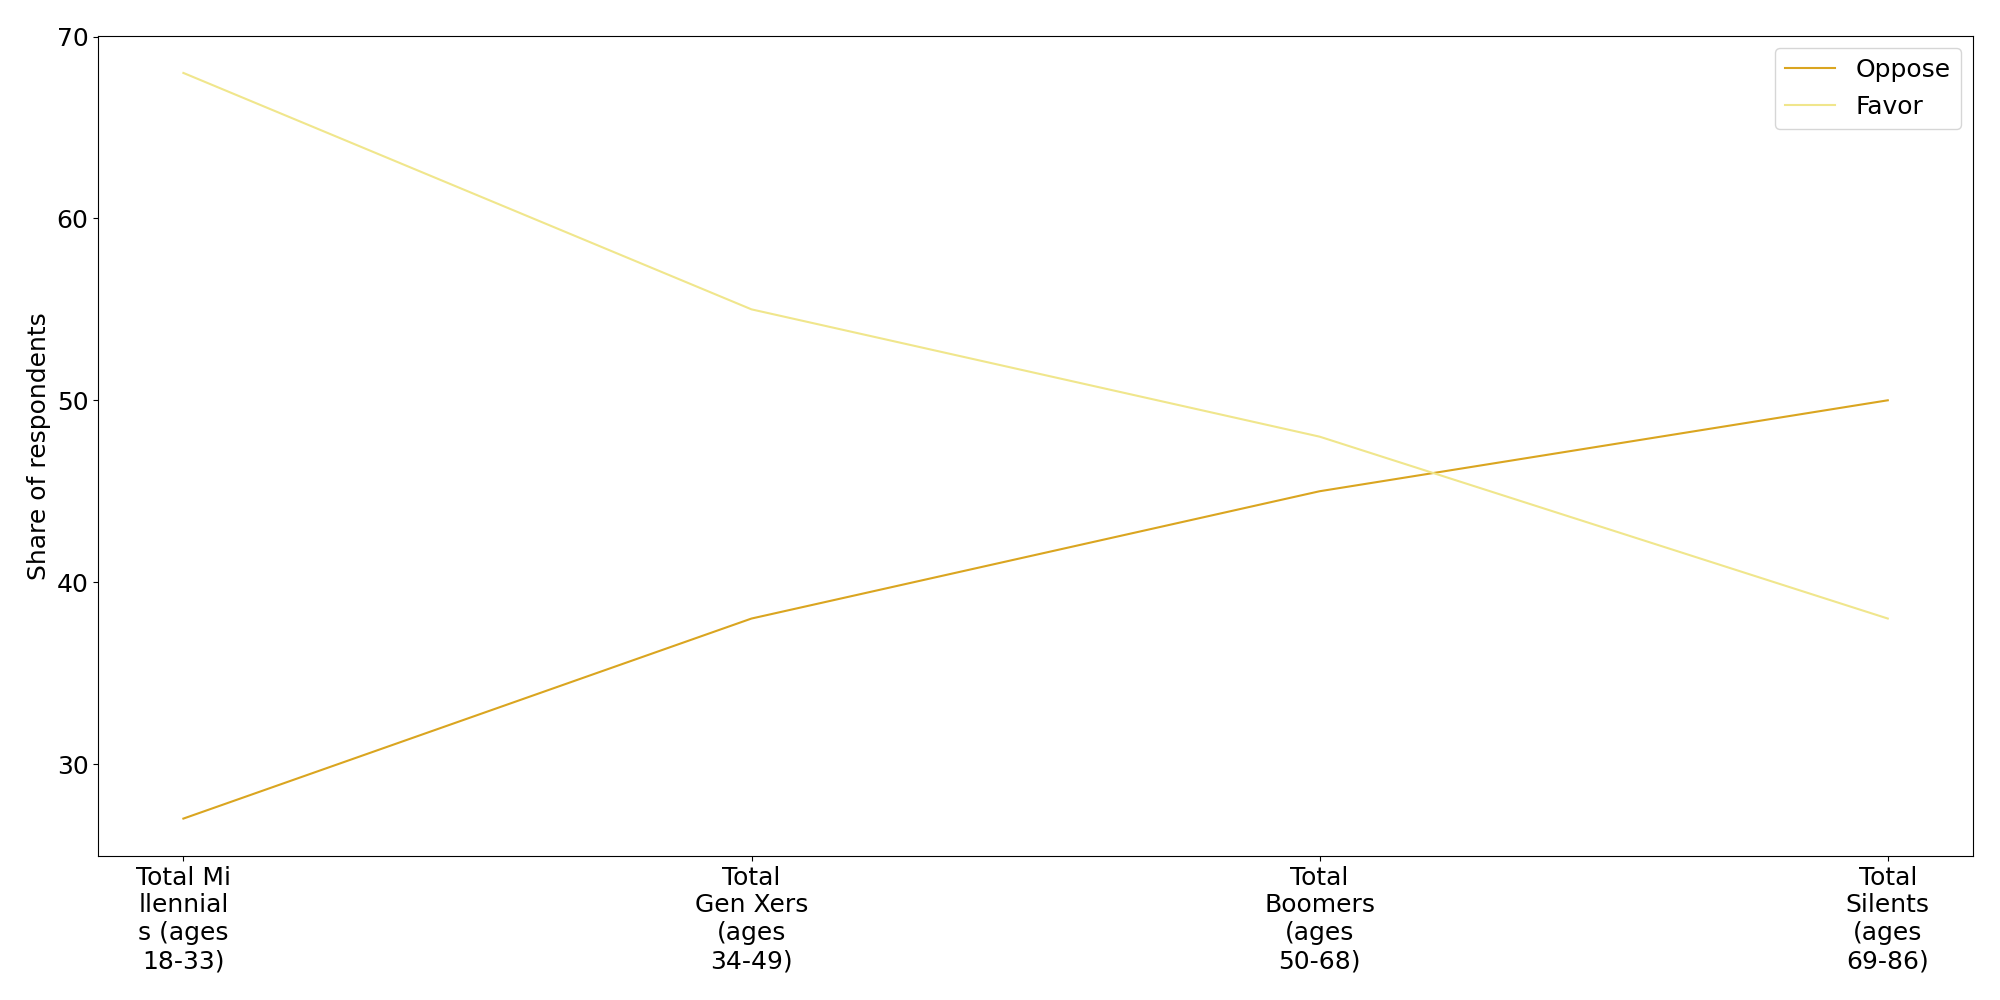 70
60
50
40
30
Share of respondents
Oppose
Favor
Total Mi
llennial
s (ages
18-33)
Total
Gen Xers
(ages
34-49)
Total
Boomers
(ages
50-68)
Total
Silents
(ages
69-86)